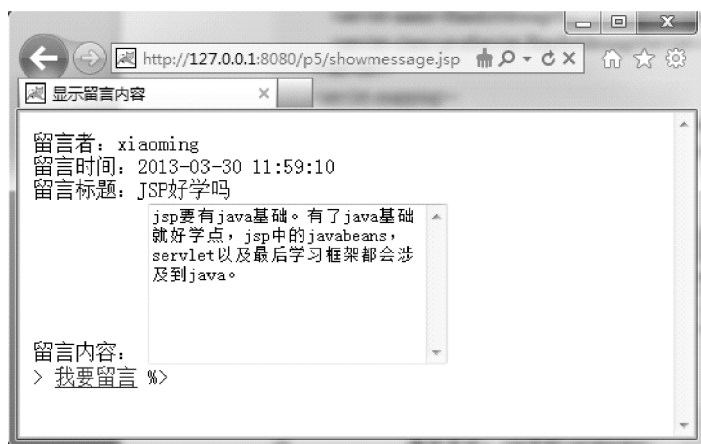 http://127.0.0.1:8080/p5/showmessage.jsp
显示留言内容
留言者：xiaoming
留言时间：2013-03-30 11:59:10
留言标题：JSP好学吗
jsp要有java基础。有了java基础
就好学点，jsp中的javabeans，
servlet以及最后学习框架都会涉
及到java。
留言内容：
> 我要留言 %>